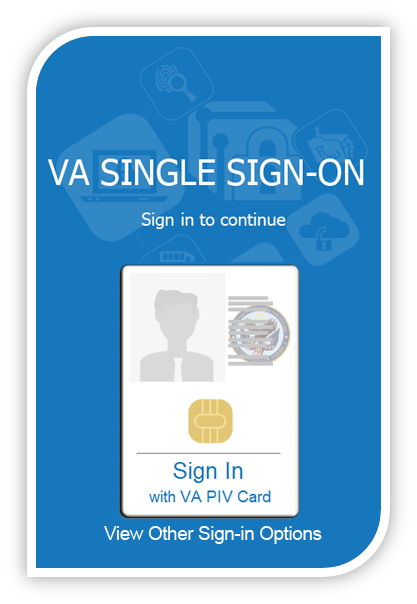 VA SINGLE SIGN-ON
Sign in to continue
Sign In
with VA PIV Card
View Other Sign-in Options